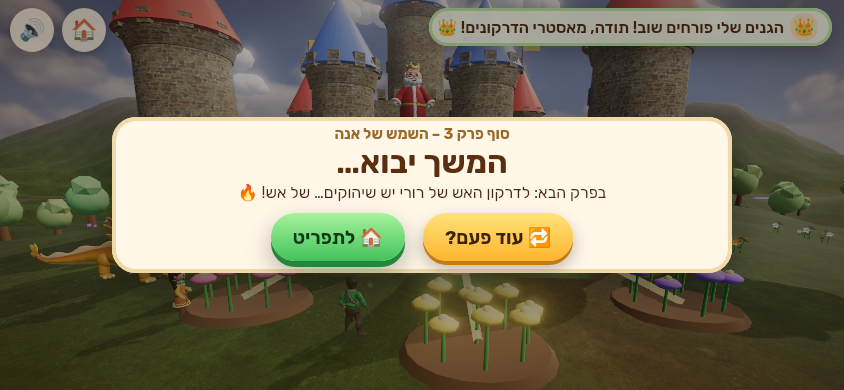 👑 הגנים שלי פורחים שוב! תודה, מאסטרי הדרקונים! 👑
סוף פרק 3 – השמש של אנה
המשך יבוא...
בפרק הבא: לדרקון האש של רורי יש שיהוקים... של אש! 🔥
🔁 עוד פעם?
🏠 לתפריט